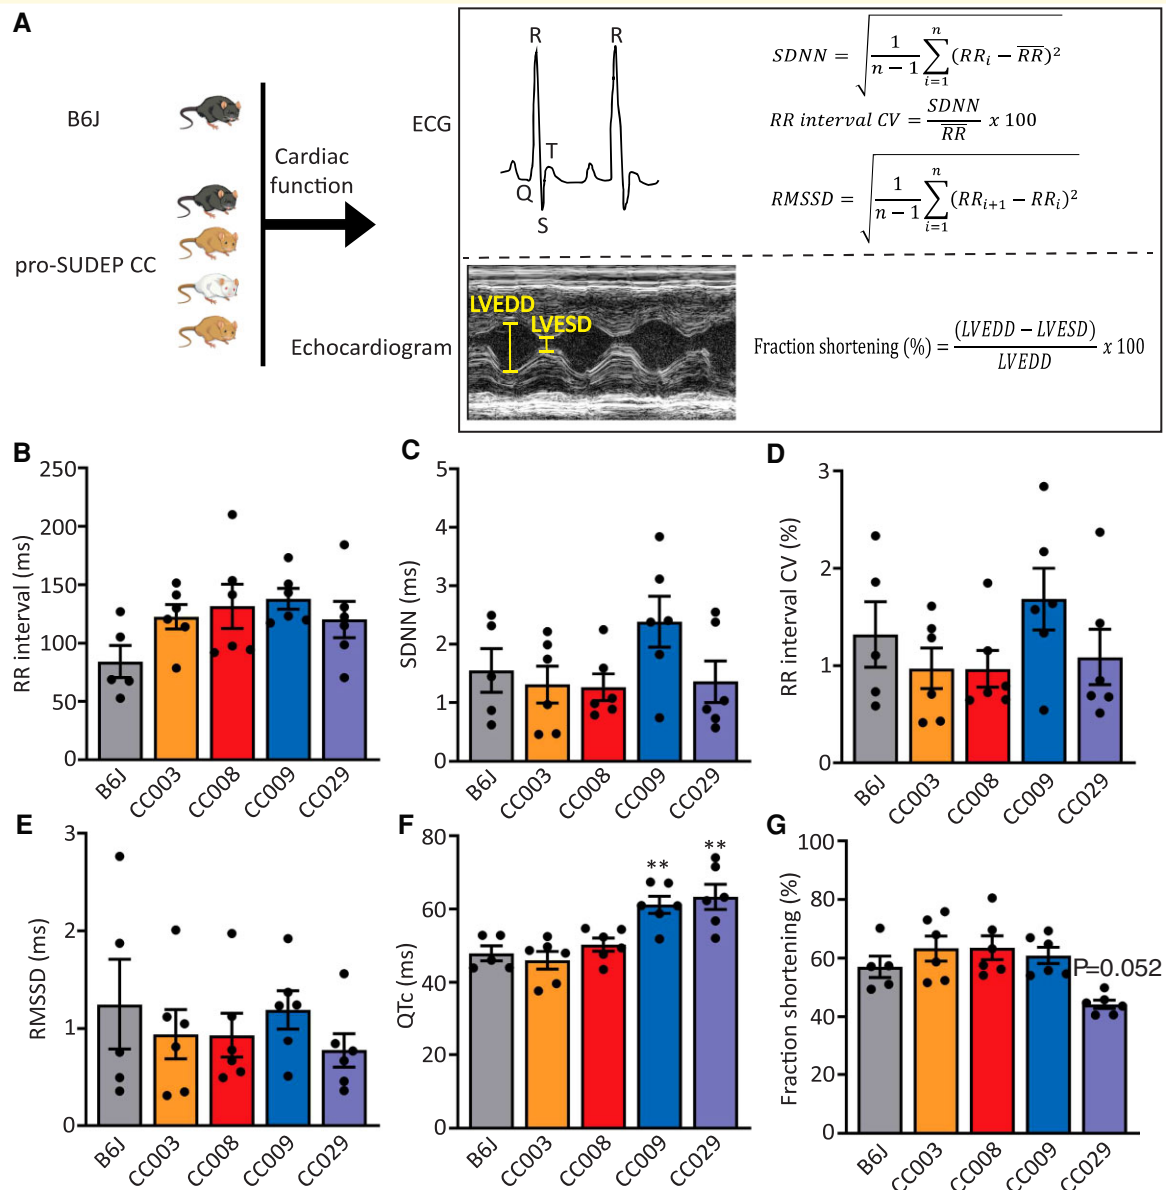 A
B6J
pro-SUDEP CC
Cardiac
function
ECG
R R
T
Q
S
SDNN = √ 1/(n − 1) ∑ i=1 n (RRᵢ − R̅R̅)²
RR interval CV = SDNN / R̅R̅ x 100
RMSSD = √ 1/(n − 1) ∑ i=1 n (RRᵢ₊₁ − RRᵢ)²
Echocardiogram
LVEDD
LVESD
Fraction shortening (%) = (LVEDD − LVESD) / LVEDD x 100
B
RR interval (ms)
250
200
150
100
50
0
B6J CC003 CC008 CC009 CC029
C
SDNN (ms)
5
4
3
2
1
0
B6J CC003 CC008 CC009 CC029
D
RR interval CV (%)
3
2
1
0
B6J CC003 CC008 CC009 CC029
E
RMSSD (ms)
3
2
1
0
B6J CC003 CC008 CC009 CC029
F
QTc (ms)
80
60
40
20
0
** **
B6J CC003 CC008 CC009 CC029
G
Fraction shortening (%)
100
80
60
40
20
0
P=0.052
B6J CC003 CC008 CC009 CC029